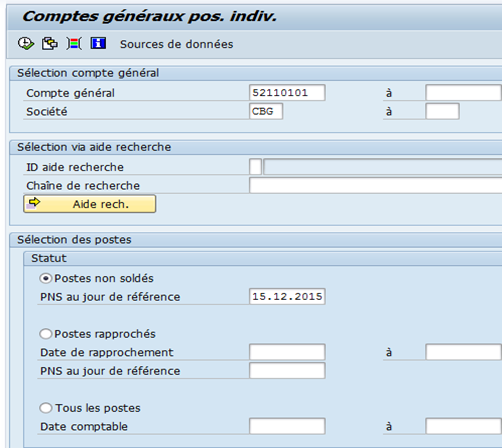 Comptes généraux pos. indiv.
Sources de données
Sélection compte général
Compte général 52110101 à
Société CBG à
Sélection via aide recherche
ID aide recherche
Chaîne de recherche
Aide rech.
Sélection des postes
Statut
Postes non soldés
PNS au jour de référence 15.12.2015
Postes rapprochés
Date de rapprochement à
PNS au jour de référence
Tous les postes
Date comptable à